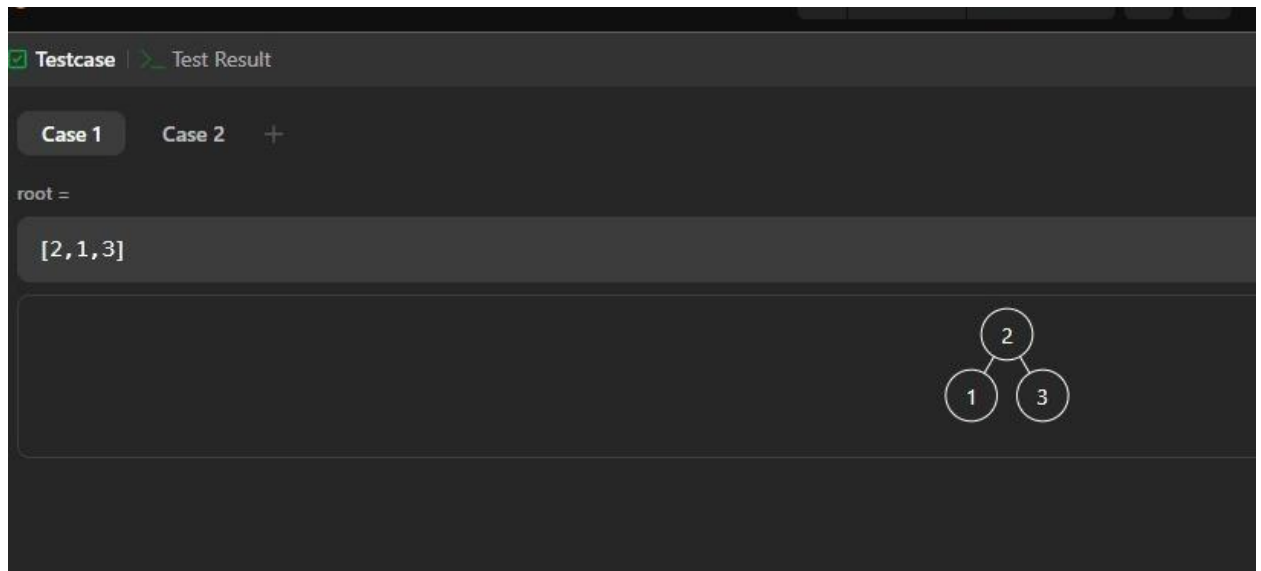 Testcase | >_ Test Result
Case 1 Case 2 +
root =
[2,1,3]
2
1 3